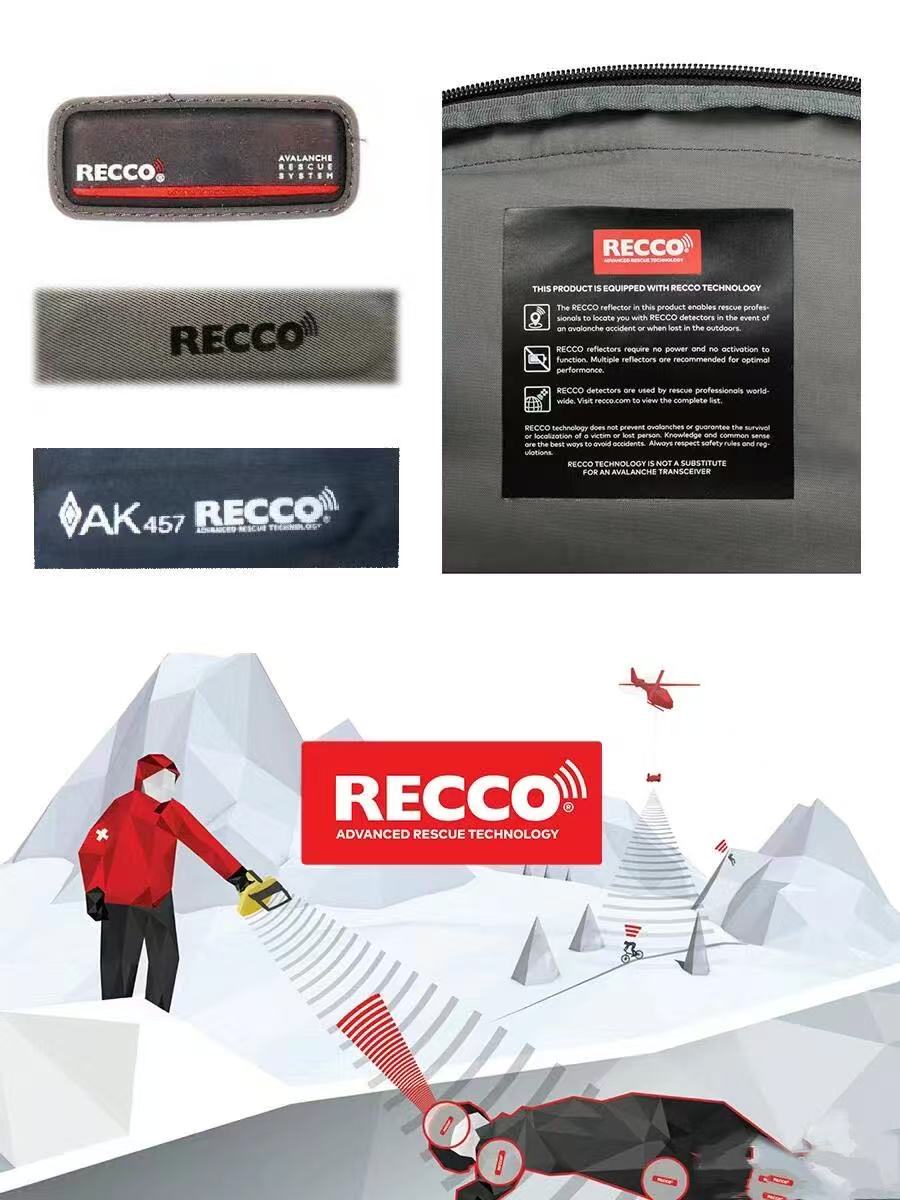 RECCO®
AVALANCHE
RESCUE
SYSTEM
RECCO
AK 457 RECCO®
ADVANCED RESCUE TECHNOLOGY
RECCO®
ADVANCED RESCUE TECHNOLOGY
THIS PRODUCT IS EQUIPPED WITH RECCO TECHNOLOGY
The RECCO reflector in this product enables rescue profes-
sionals to locate you with RECCO detectors in the event of
an avalanche accident or when lost in the outdoors.
RECCO reflectors require no power and no activation to
function. Multiple reflectors are recommended for optimal
performance.
RECCO detectors are used by rescue professionals world-
wide. Visit recco.com to view the complete list.
RECCO technology does not prevent avalanches or guarantee the survival
or localization of a victim or lost person. Knowledge and common sense
are the best ways to avoid accidents. Always respect safety rules and reg-
ulations.
RECCO TECHNOLOGY IS NOT A SUBSTITUTE
FOR AN AVALANCHE TRANSCEIVER
RECCO®
ADVANCED RESCUE TECHNOLOGY
RECCO
RECCO